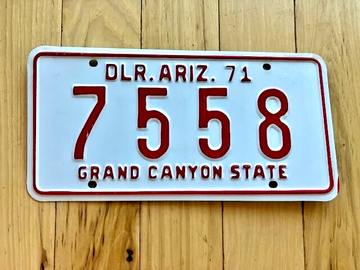 DLR. ARIZ. 71
7558
GRAND CANYON STATE